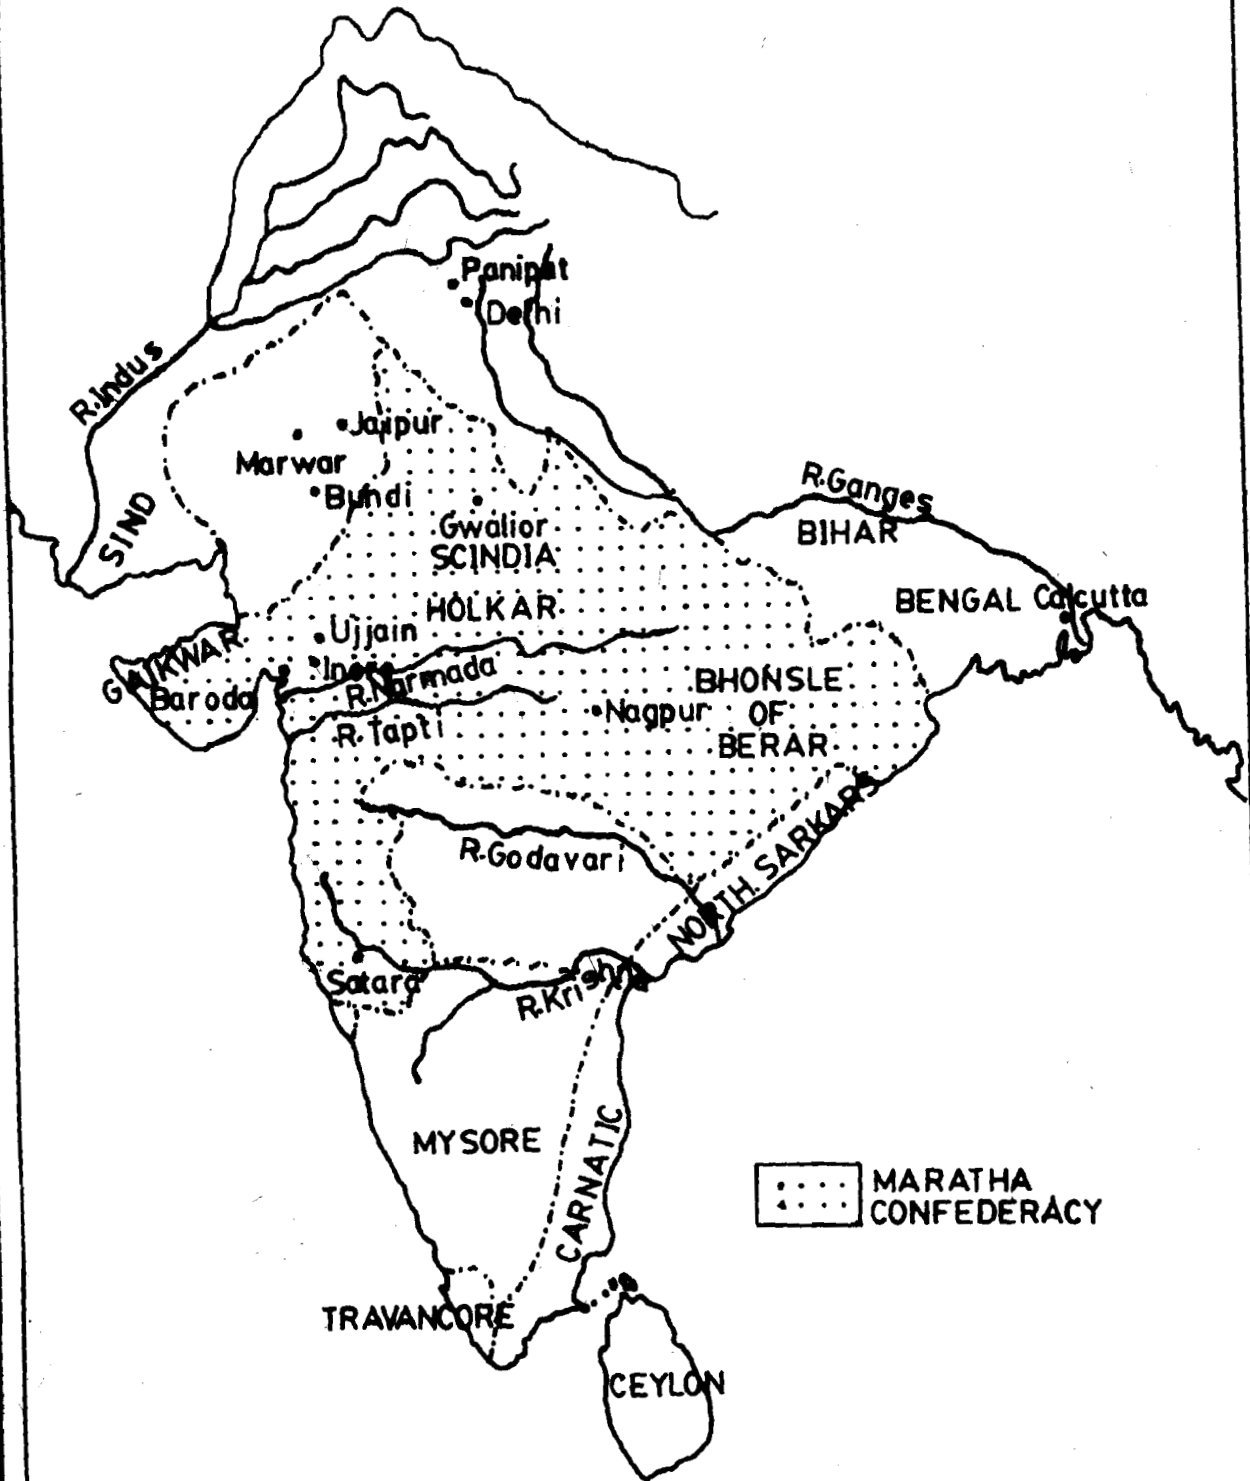 Panipat
Delhi
R.Indus
Jaipur
Marwar
Bundi
SIND
R.Ganges
BIHAR
Gwalior
SCINDIA
HOLKAR
BENGAL Calcutta
Ujjain
GAIKWAR
Baroda
R.Narmada
BHONSLE
OF
BERAR
Nagpur
R.Tapti
R.Godavari
NORTH SARKARS
Satara
R.Krishna
MYSORE
CARNATIC
MARATHA
CONFEDERACY
TRAVANCORE
CEYLON